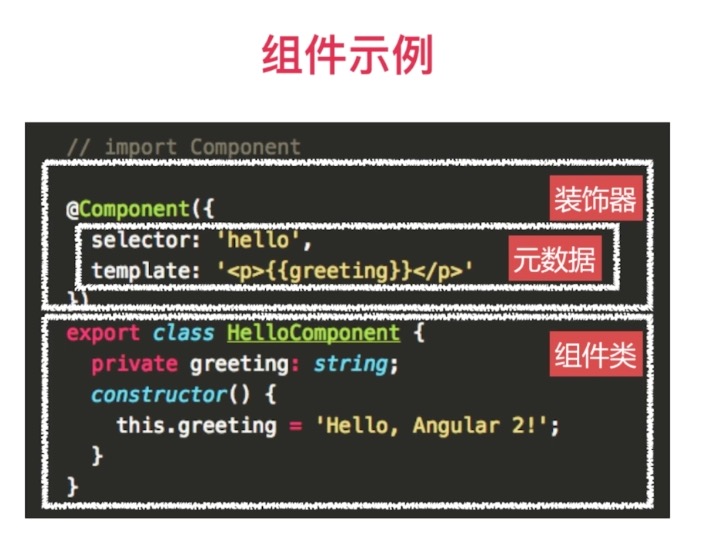 组件示例
// import Component
装饰器
@Component({
selector: 'hello',
元数据
template: '<p>{{greeting}}</p>'
})
export class HelloComponent {
组件类
private greeting: string;
constructor() {
this.greeting = 'Hello, Angular 2!';
}
}